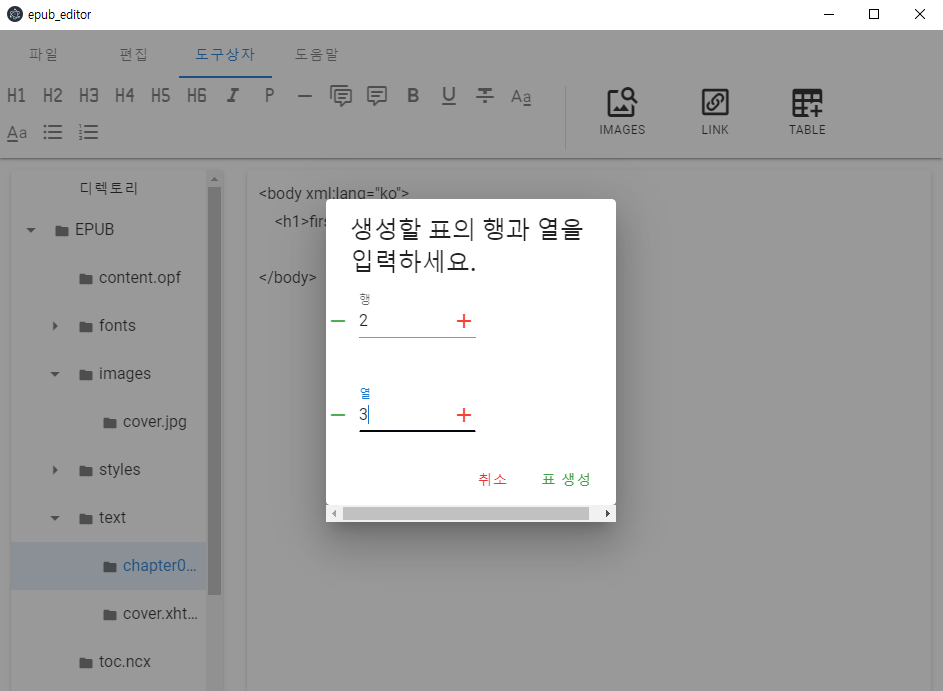 epub_editor
파일 편집 도구상자 도움말
H1 H2 H3 H4 H5 H6 I P B U T Aa
Aa
IMAGES LINK TABLE
디렉토리
EPUB
content.opf
fonts
images
cover.jpg
styles
text
chapter0...
cover.xht...
toc.ncx
<body xml:lang="ko">
<h1>firs
</body>
생성할 표의 행과 열을
입력하세요.
행
2
열
3
취소 표 생성